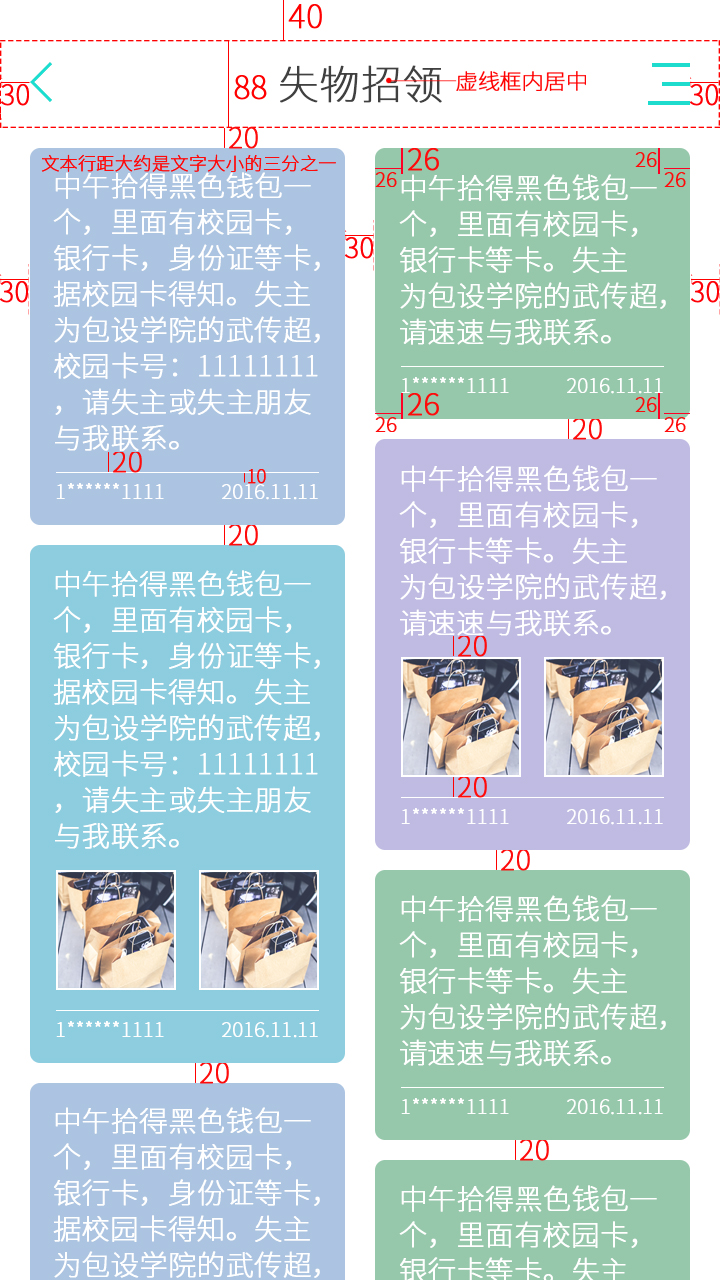 40
30
88
失物招领
虚线框内居中
30
20
文本行距大约是文字大小的三分之一
中午拾得黑色钱包一
个，里面有校园卡，
银行卡，身份证等卡，
据校园卡得知。失主
为包设学院的武传超，
校园卡号：11111111
，请失主或失主朋友
与我联系。
20
10
1******1111
2016.11.11
30
30
30
26
26
26
26
中午拾得黑色钱包一
个，里面有校园卡，
银行卡等卡。失主
为包设学院的武传超，
请速速与我联系。
1******1111
2016.11.11
26
26
26
26
20
20
中午拾得黑色钱包一
个，里面有校园卡，
银行卡等卡。失主
为包设学院的武传超，
请速速与我联系。
20
20
1******1111
2016.11.11
20
中午拾得黑色钱包一
个，里面有校园卡，
银行卡，身份证等卡，
据校园卡得知。失主
为包设学院的武传超，
校园卡号：11111111
，请失主或失主朋友
与我联系。
1******1111
2016.11.11
20
中午拾得黑色钱包一
个，里面有校园卡，
银行卡等卡。失主
为包设学院的武传超，
请速速与我联系。
1******1111
2016.11.11
20
中午拾得黑色钱包一
个，里面有校园卡，
银行卡，身份证等卡，
据校园卡得知。失主
为包设学院的武传超，
中午拾得黑色钱包一
个，里面有校园卡，
银行卡等卡。失主